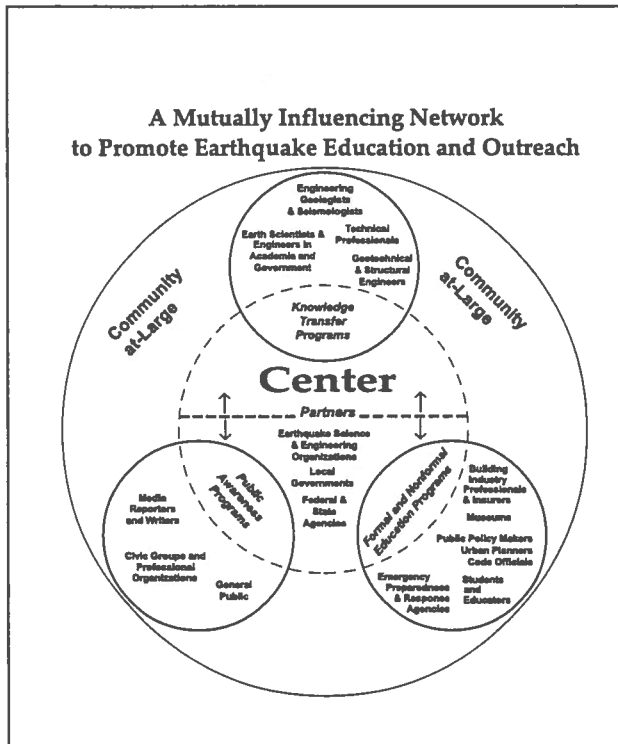 A Mutually Influencing Network
to Promote Earthquake Education and Outreach
Engineering
Geologists
& Seismologists
Earth Scientists &
Engineers in
Academia and
Government
Technical
Professionals
Geotechnical
& Structural
Engineers
Community
at-Large
Community
at-Large
Knowledge
Transfer
Programs
Center
Partners
Earthquake Science
& Engineering
Organizations
Local
Governments
Federal &
State
Agencies
Public
Awareness
Programs
Media
Reporters
and Writers
Civic Groups and
Professional
Organizations
General
Public
Formal and Nonformal
Education Programs
Building
Industry
Professionals
& Insurers
Museums
Public Policy Makers
Urban Planners
Code Officials
Emergency
Preparedness
& Response
Agencies
Students
and
Educators